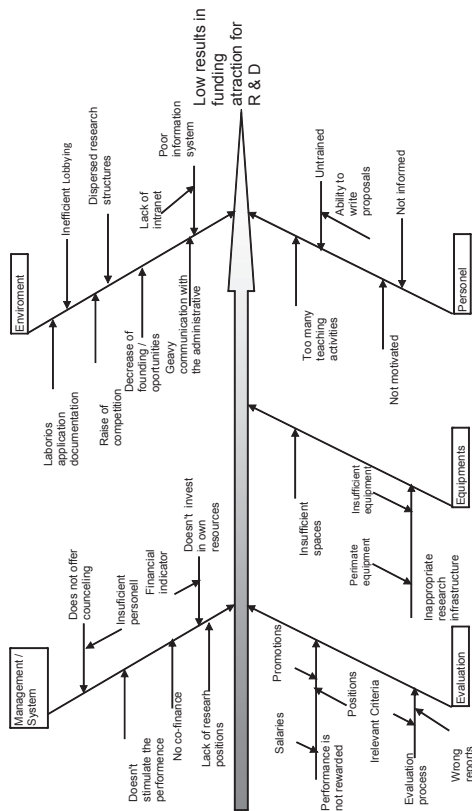 Management /
System
Does not offer
counceling
Insuficient
personell
Doesn't
stimulate the
performence
No co-finance
Lack of research
positions
Financial
indicator
Doesn't invest
in own
resources
Enviroment
Laborios
application
documentation
Inefficient Lobbying
Raise of
competition
Dispersed research
structures
Decrease of
founding /
oportunities
Geavy
communication with
the administrative
Lack of
intranet
Poor
information
system
Low results in
funding
atraction for
R & D
Evaluation
Salaries
Promotions
Positions
Performance is
not rewarded
Irelevant Criteria
Evaluation
process
Wrong
reports
Equipments
Insufficient
spaces
Insufficient
equipment
Perimate
equipment
Inappropriate
research
infrastructure
Personel
Too many
teaching
activities
Untrained
Ability to
write
proposals
Not motivated
Not informed